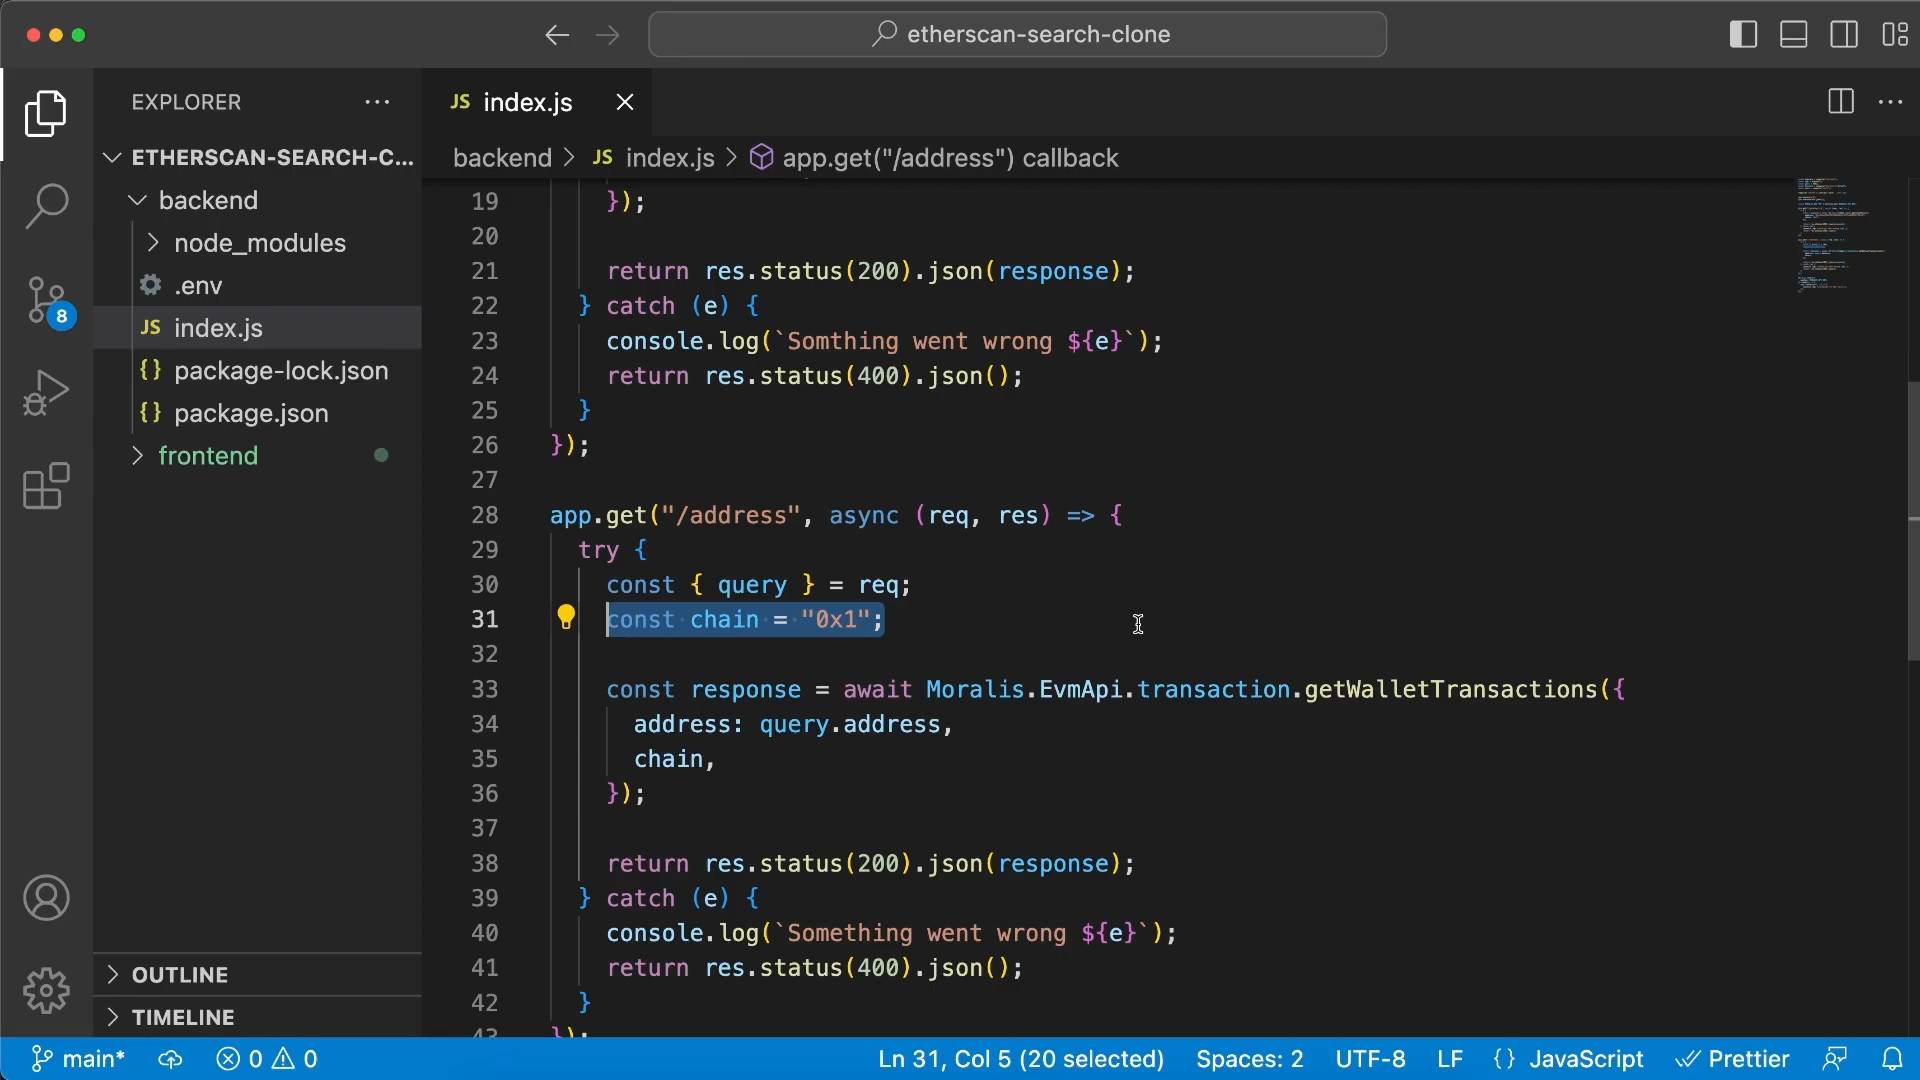 etherscan-search-clone
EXPLORER
JS index.js
ETHERSCAN-SEARCH-C...
backend > JS index.js > app.get("/address") callback
backend
node_modules
.env
JS index.js
{} package-lock.json
{} package.json
frontend
8
19 });
20
21 return res.status(200).json(response);
22 } catch (e) {
23 console.log(`Somthing went wrong ${e}`);
24 return res.status(400).json();
25 }
26 });
27
28 app.get("/address", async (req, res) => {
29 try {
30 const { query } = req;
31 const chain = "0x1";
32
33 const response = await Moralis.EvmApi.transaction.getWalletTransactions({
34 address: query.address,
35 chain,
36 });
37
38 return res.status(200).json(response);
39 } catch (e) {
40 console.log(`Something went wrong ${e}`);
41 return res.status(400).json();
42 }
43 });
OUTLINE
TIMELINE
main* 0 0 Ln 31, Col 5 (20 selected) Spaces: 2 UTF-8 LF {} JavaScript Prettier